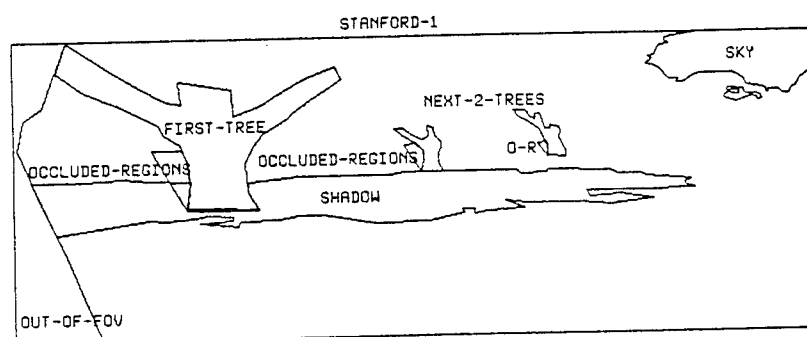 STANFORD-1
SKY
NEXT-2-TREES
FIRST-TREE
O-R
OCCLUDED-REGIONS
OCCLUDED-REGIONS
SHADOW
OUT-OF-FOV